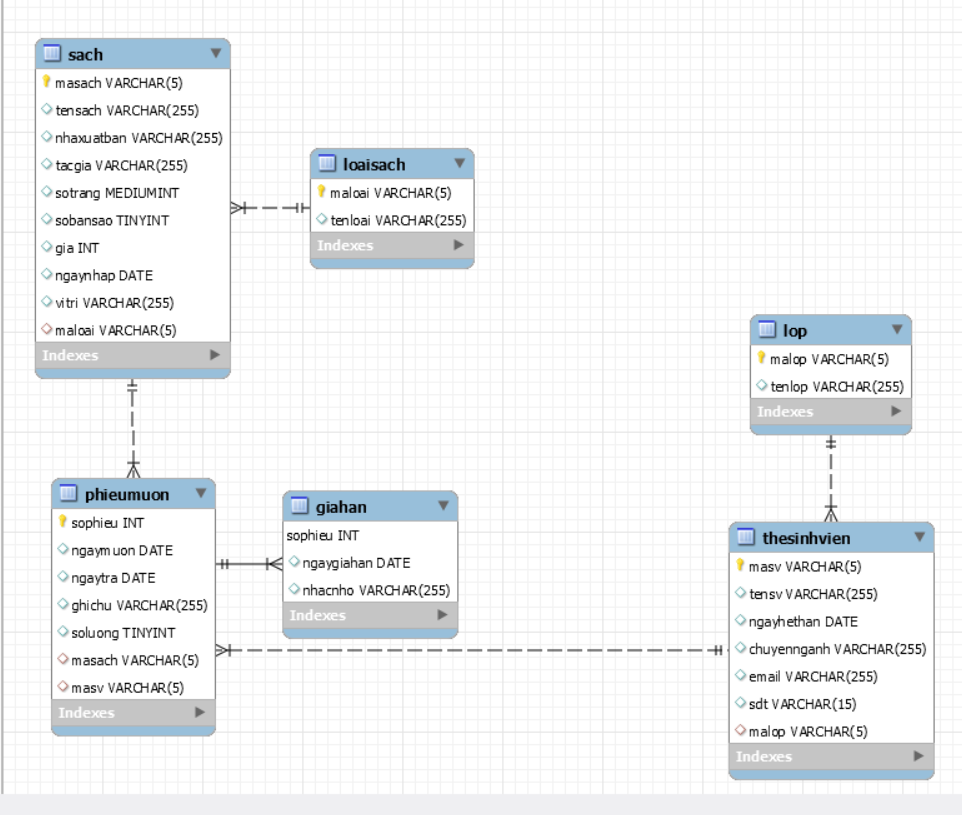 sach
masach VARCHAR(5)
tensach VARCHAR(255)
nhaxuatban VARCHAR(255)
tacgia VARCHAR(255)
sotrang MEDIUMINT
sobansao TINYINT
gia INT
ngaynhap DATE
vitri VARCHAR(255)
maloai VARCHAR(5)
Indexes
loaisach
maloai VARCHAR(5)
tenloai VARCHAR(255)
Indexes
lop
malop VARCHAR(5)
tenlop VARCHAR(255)
Indexes
phieumuon
sophieu INT
ngaymuon DATE
ngaytra DATE
ghichu VARCHAR(255)
soluong TINYINT
masach VARCHAR(5)
masv VARCHAR(5)
Indexes
giahan
sophieu INT
ngaygiahan DATE
nhacnho VARCHAR(255)
Indexes
thesinhvien
masv VARCHAR(5)
tensv VARCHAR(255)
ngayhethan DATE
chuyennganh VARCHAR(255)
email VARCHAR(255)
sdt VARCHAR(15)
malop VARCHAR(5)
Indexes